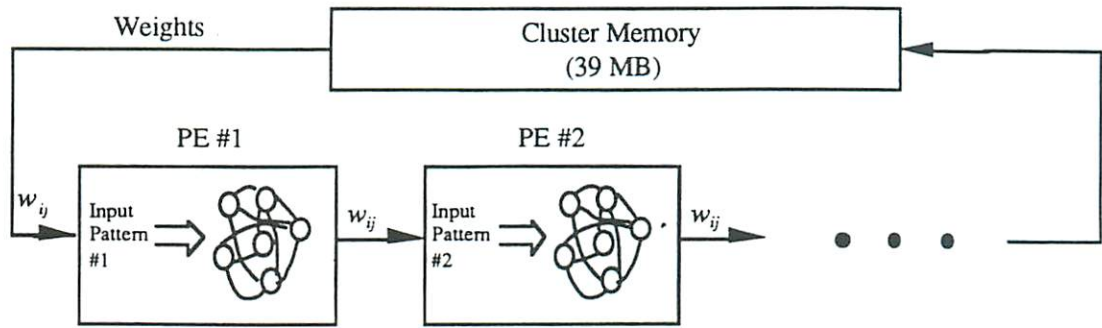 Weights
Cluster Memory
(39 MB)
PE #1
PE #2
w_ij
Input
Pattern
#1
w_ij
Input
Pattern
#2
w_ij